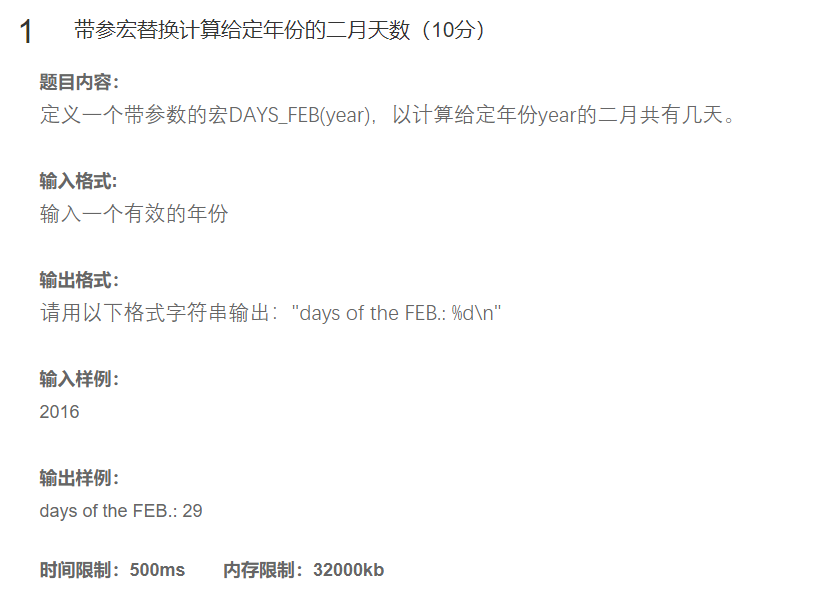 1 带参宏替换计算给定年份的二月天数（10分）
题目内容：
定义一个带参数的宏DAYS_FEB(year)，以计算给定年份year的二月共有几天。
输入格式:
输入一个有效的年份
输出格式：
请用以下格式字符串输出："days of the FEB.: %d\n"
输入样例：
2016
输出样例：
days of the FEB.: 29
时间限制：500ms 内存限制：32000kb